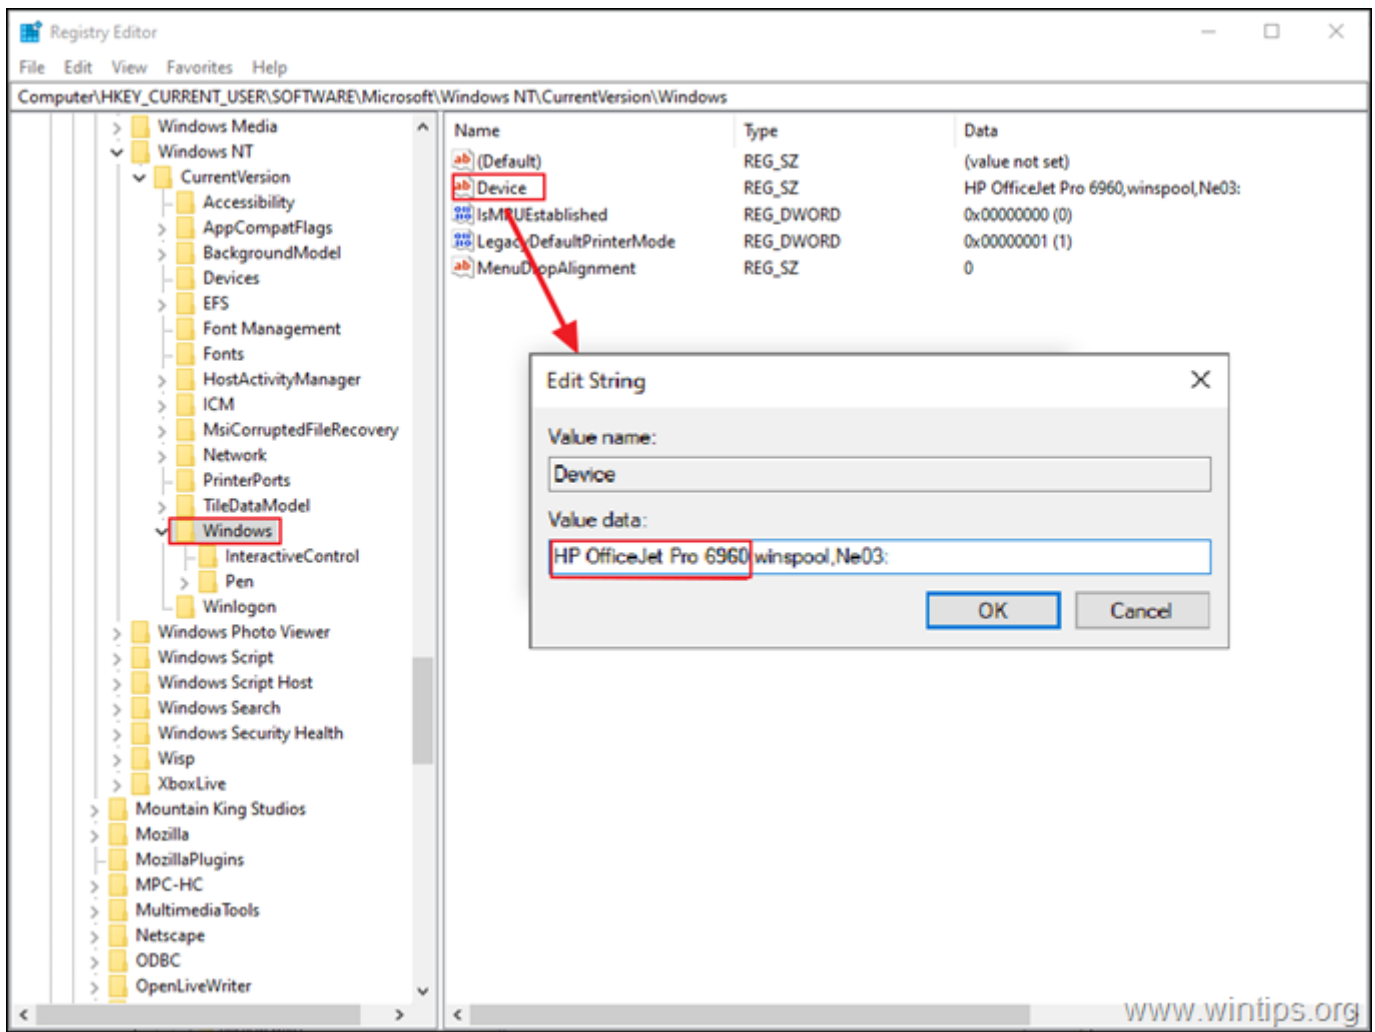 Registry Editor
File Edit View Favorites Help
Computer\HKEY_CURRENT_USER\SOFTWARE\Microsoft\Windows NT\CurrentVersion\Windows
Windows Media
Windows NT
CurrentVersion
Accessibility
AppCompatFlags
BackgroundModel
Devices
EFS
Font Management
Fonts
HostActivityManager
ICM
MsiCorruptedFileRecovery
Network
PrinterPorts
TileDataModel
Windows
InteractiveControl
Pen
Winlogon
Windows Photo Viewer
Windows Script
Windows Script Host
Windows Search
Windows Security Health
Wisp
XboxLive
Mountain King Studios
Mozilla
MozillaPlugins
MPC-HC
MultimediaTools
Netscape
ODBC
OpenLiveWriter
Name Type Data
(Default) REG_SZ (value not set)
Device REG_SZ HP OfficeJet Pro 6960,winspool,Ne03:
IsMRUEstablished REG_DWORD 0x00000000 (0)
LegacyDefaultPrinterMode REG_DWORD 0x00000001 (1)
MenuDropAlignment REG_SZ 0
Edit String
Value name:
Device
Value data:
HP OfficeJet Pro 6960,winspool,Ne03:
OK Cancel
www.wintips.org